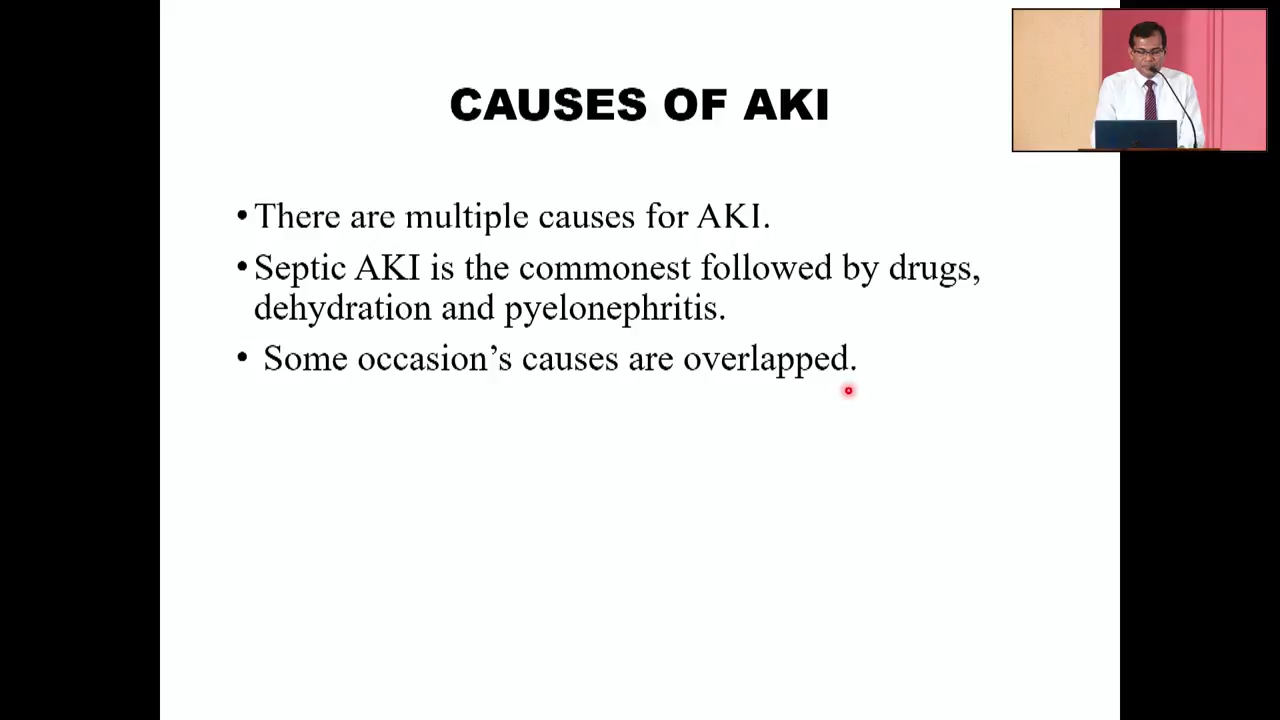 CAUSES OF AKI
• There are multiple causes for AKI.
• Septic AKI is the commonest followed by drugs,
dehydration and pyelonephritis.
• Some occasion’s causes are overlapped.